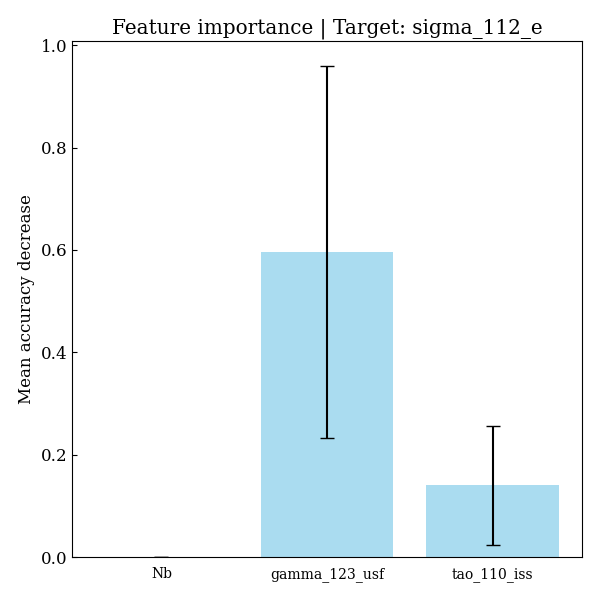 Feature importance | Target: sigma_112_e
1.0
0.8
0.6
0.4
0.2
0.0
Mean accuracy decrease
Nb
gamma_123_usf
tao_110_iss